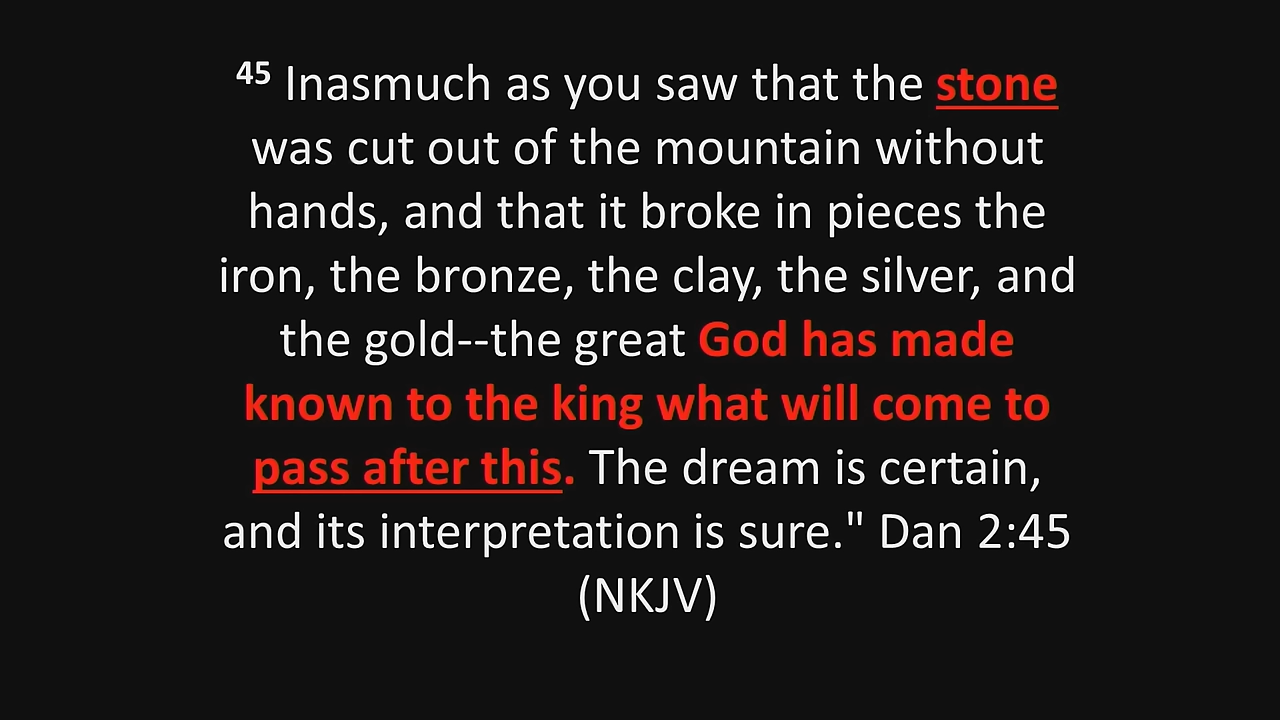 45 Inasmuch as you saw that the stone
was cut out of the mountain without
hands, and that it broke in pieces the
iron, the bronze, the clay, the silver, and
the gold--the great God has made
known to the king what will come to
pass after this. The dream is certain,
and its interpretation is sure." Dan 2:45
(NKJV)